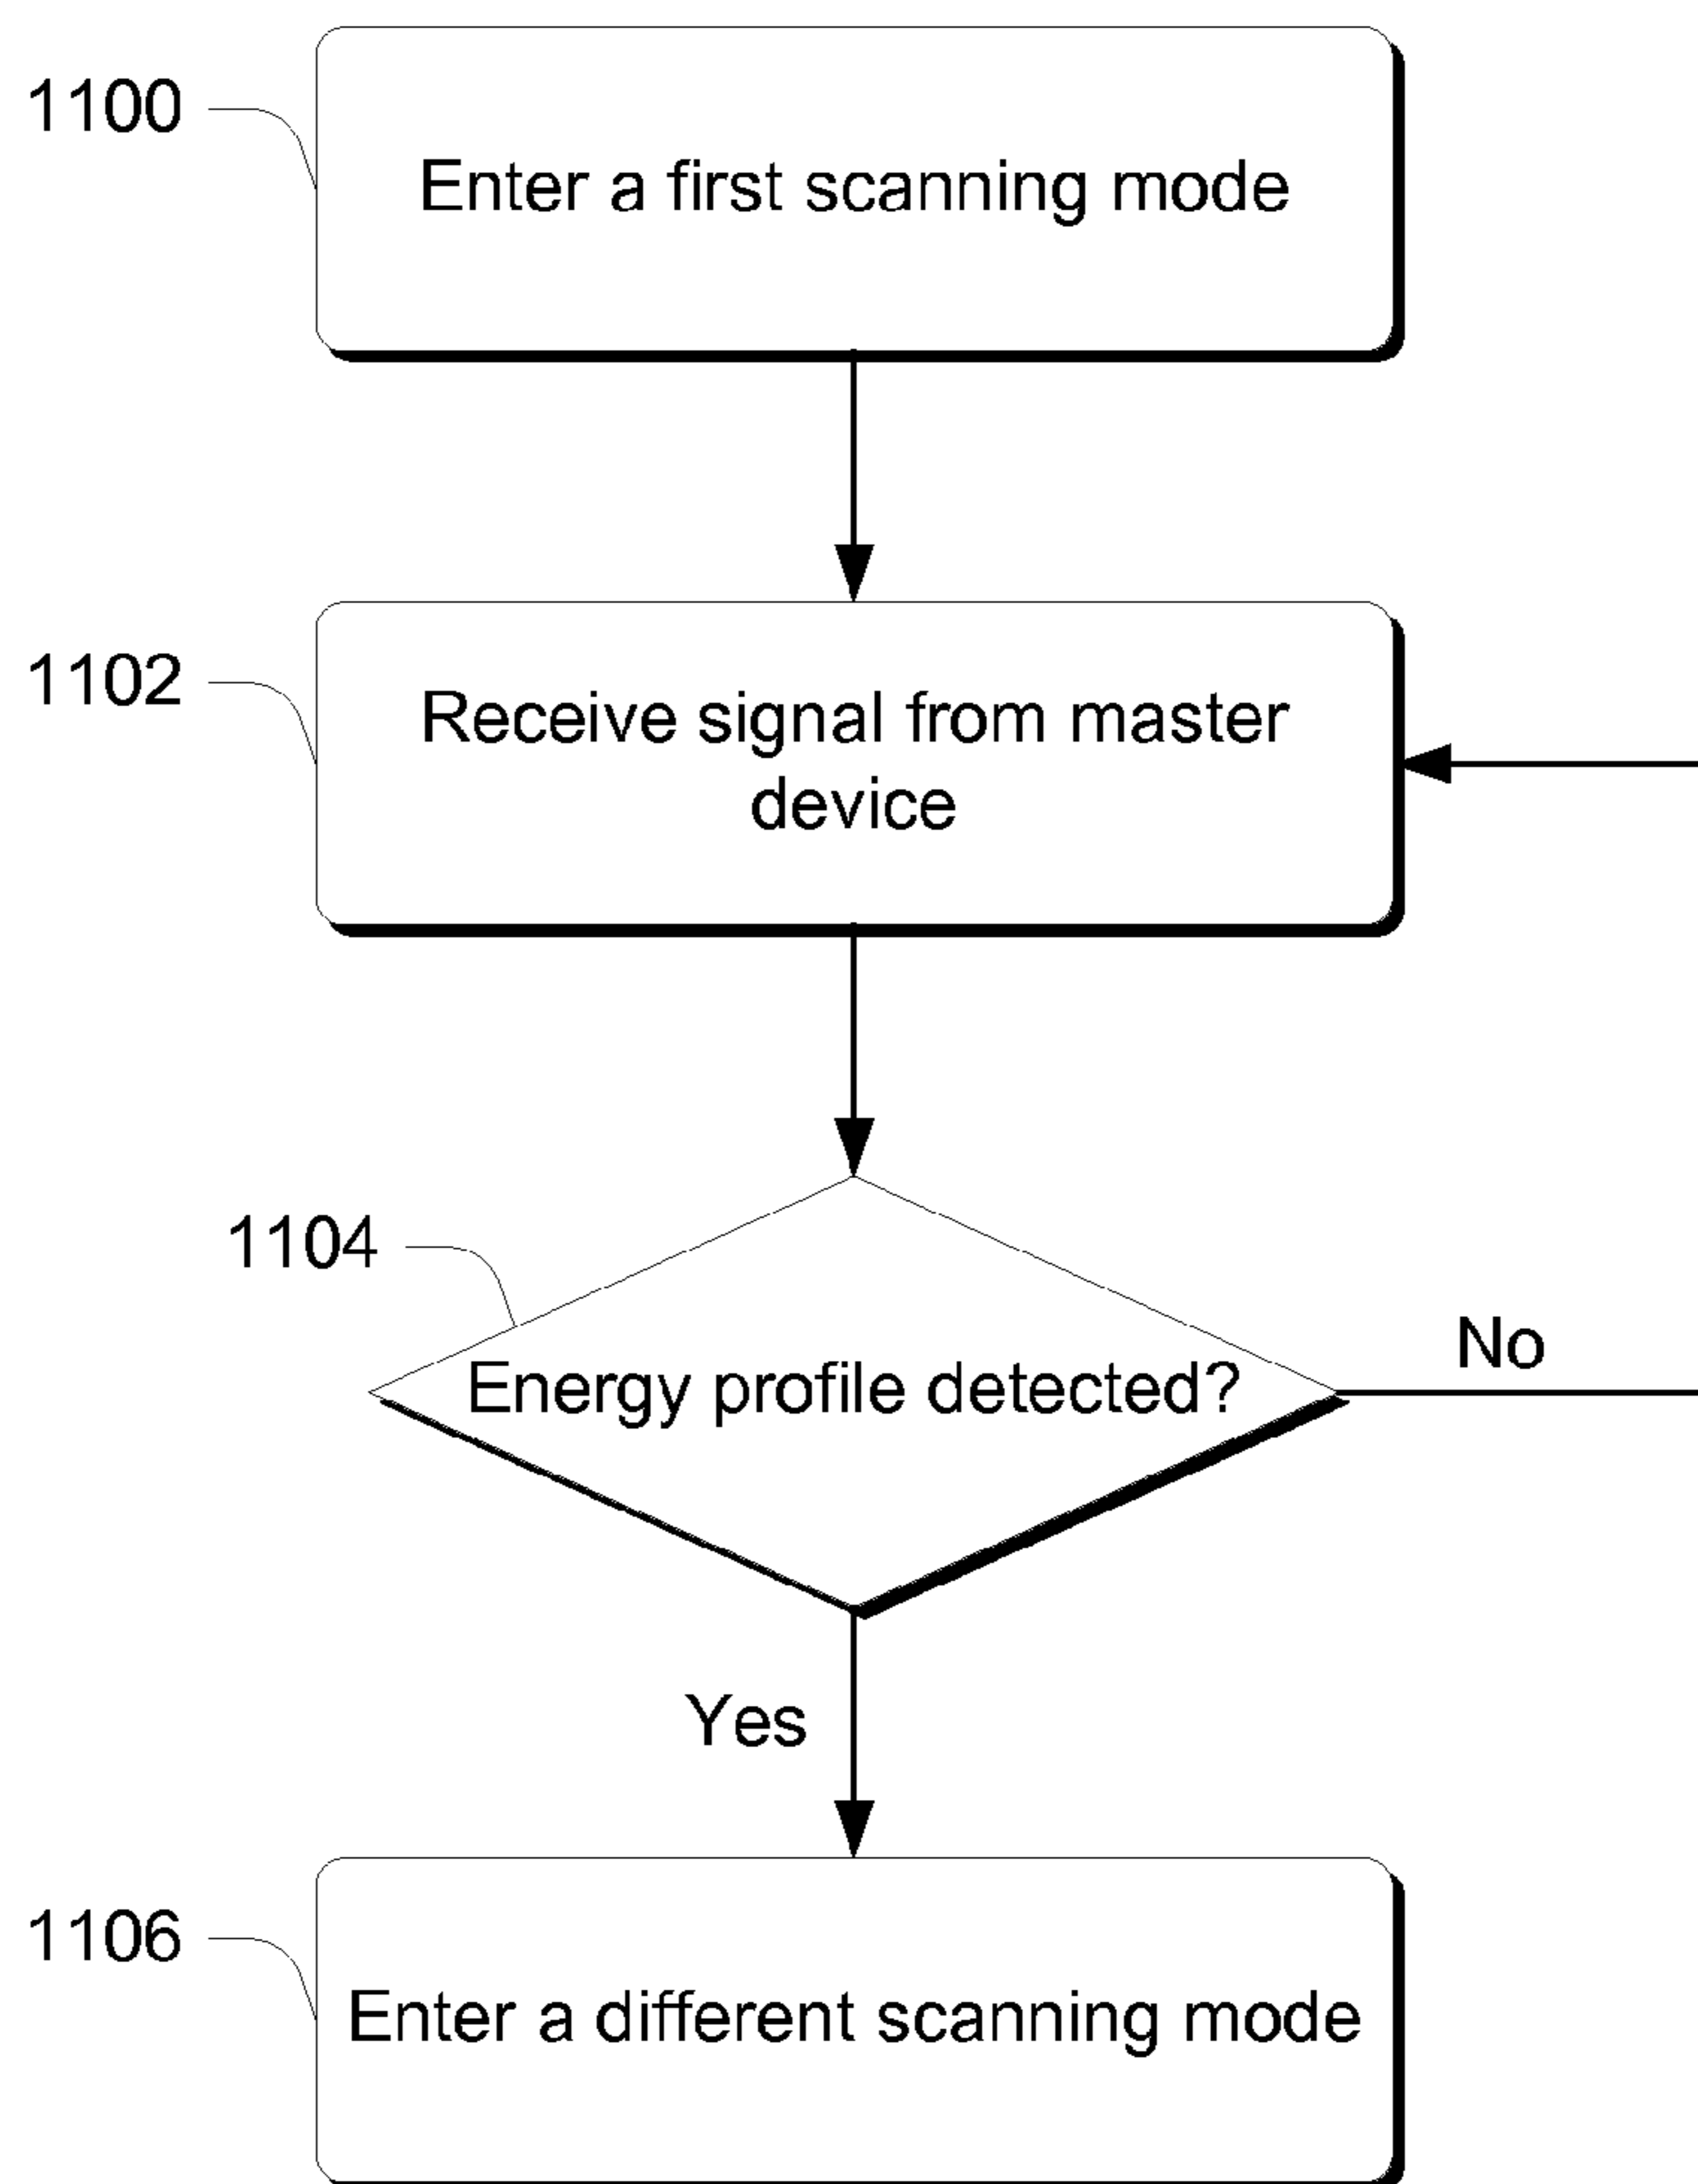 1100
Enter a first scanning mode
1102
Receive signal from master
device
1104
Energy profile detected?
No
Yes
1106
Enter a different scanning mode